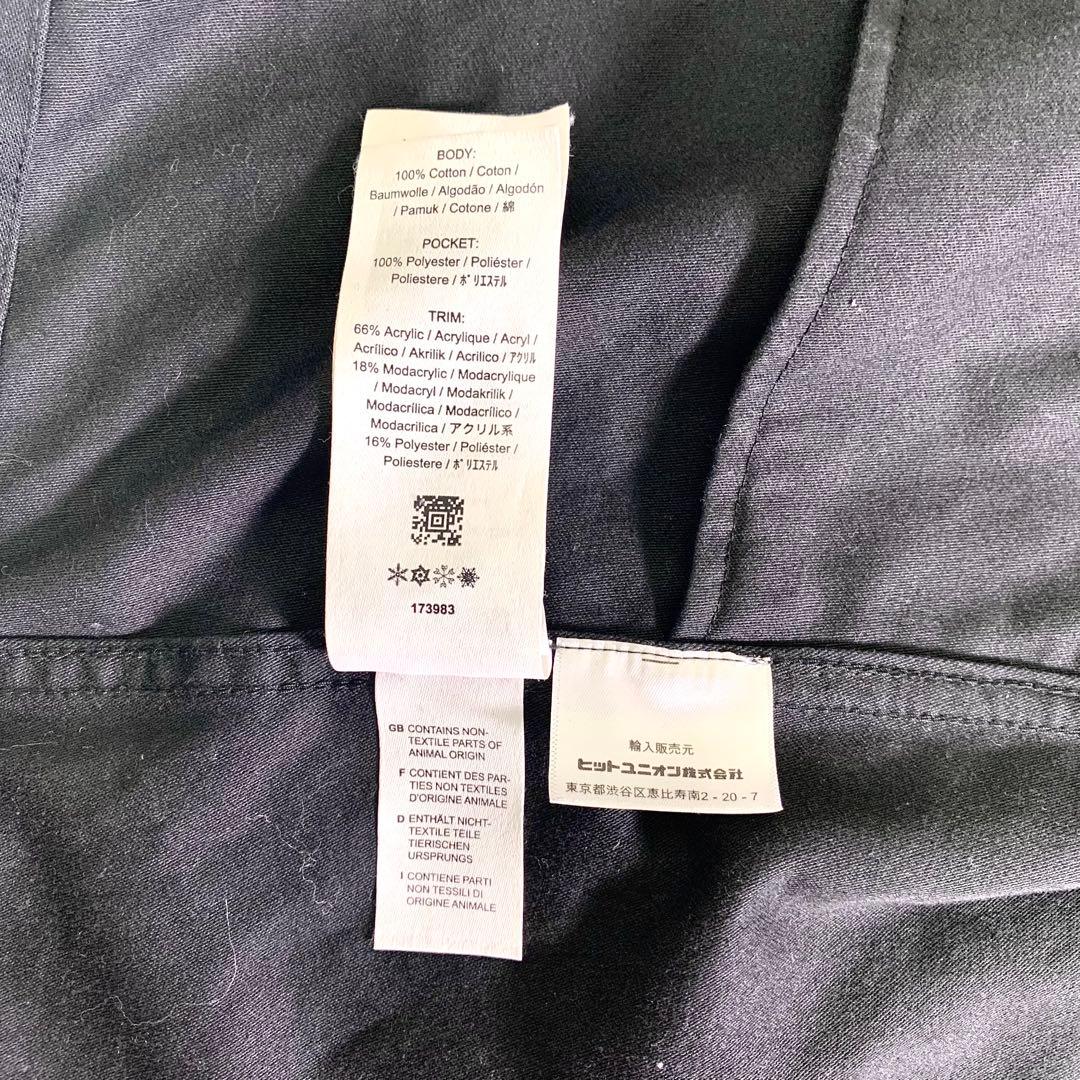 BODY:
100% Cotton / Coton /
Baumwolle / Algodão / Algodón
/ Pamuk / Cotone / 綿
POCKET:
100% Polyester / Poliéster /
Poliestere / ﾎﾟﾘｴｽﾃﾙ
TRIM:
66% Acrylic / Acrylique / Acryl /
Acrílico / Akrilik / Acrilico / ｱｸﾘﾙ
18% Modacrylic / Modacrylique
/ Modacryl / Modakrilik /
Modacrílica / Modacrílico /
Modacrilica / アクリル系
16% Polyester / Poliéster /
Poliestere / ﾎﾟﾘｴｽﾃﾙ
173983
GB CONTAINS NON-
TEXTILE PARTS OF
ANIMAL ORIGIN
F CONTIENT DES PAR-
TIES NON TEXTILES
D'ORIGINE ANIMALE
D ENTHÄLT NICHT-
TEXTILE TEILE
TIERISCHEN
URSPRUNGS
I CONTIENE PARTI
NON TESSILI DI
ORIGINE ANIMALE
輸入販売元
ヒットユニオン株式会社
東京都渋谷区恵比寿南2-20-7